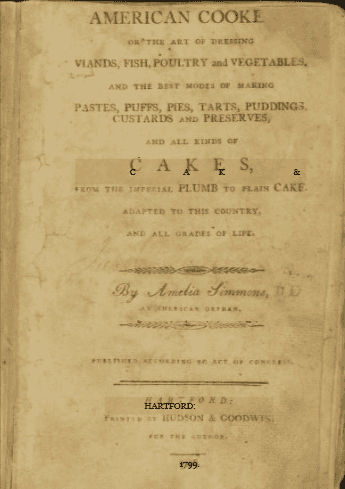 AMERICAN COOKE
OR THE ART OF DRESSING
VIANDS, FISH, POULTRY and VEGETABLES,
AND THE BEST MODES OF MAKING
PASTES, PUFFS, PIES, TARTS, PUDDINGS,
CUSTARDS AND PRESERVES,
AND ALL KINDS OF
C A K E S,
C A K &
FROM THE IMPERIAL PLUMB TO PLAIN CAKE.
ADAPTED TO THIS COUNTRY,
AND ALL GRADES OF LIFE.
By Amelia Simmons,
AN AMERICAN ORPHAN.
PUBLISHED ACCORDING TO ACT OF CONGRESS.
HARTFORD:
HARTFORD:
PRINTED BY HUDSON & GOODWIN.
FOR THE AUTHOR.
1799.